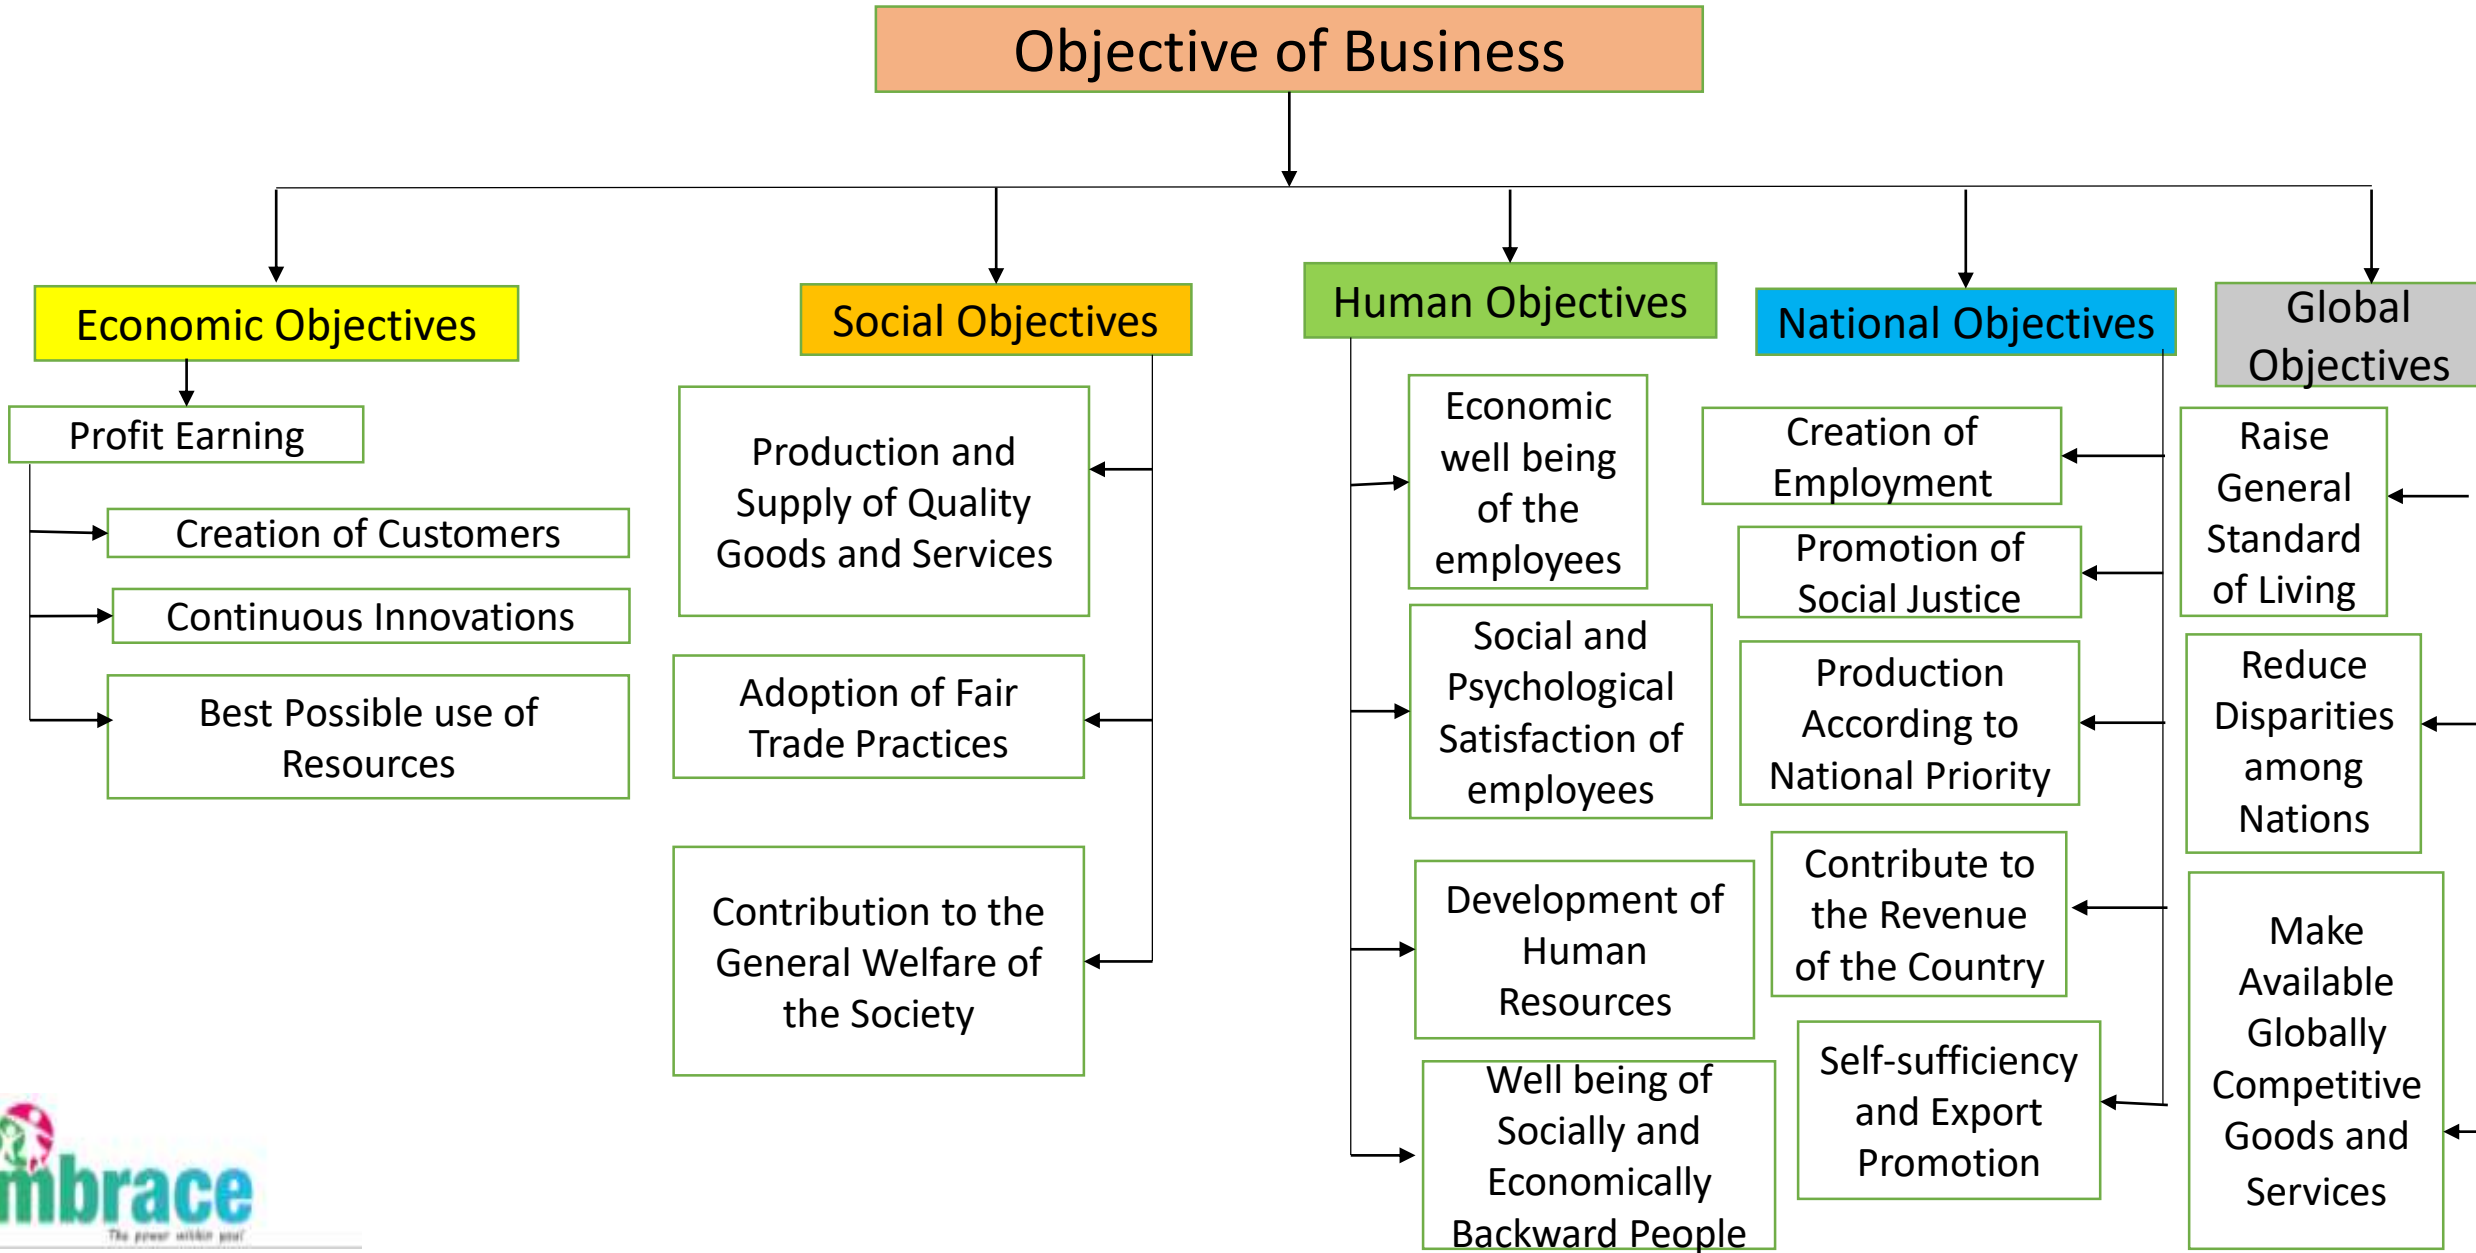 Objective of Business
Economic Objectives
Profit Earning
Creation of Customers
Continuous Innovations
Best Possible use of
Resources
Social Objectives
Production and
Supply of Quality
Goods and Services
Adoption of Fair
Trade Practices
Contribution to the
General Welfare of
the Society
Human Objectives
Economic
well being
of the
employees
Social and
Psychological
Satisfaction of
employees
Development of
Human
Resources
Well being of
Socially and
Economically
Backward People
National Objectives
Creation of
Employment
Promotion of
Social Justice
Production
According to
National Priority
Contribute to
the Revenue
of the Country
Self-sufficiency
and Export
Promotion
Global
Objectives
Raise
General
Standard
of Living
Reduce
Disparities
among
Nations
Make
Available
Globally
Competitive
Goods and
Services
mbrace
The power within you!